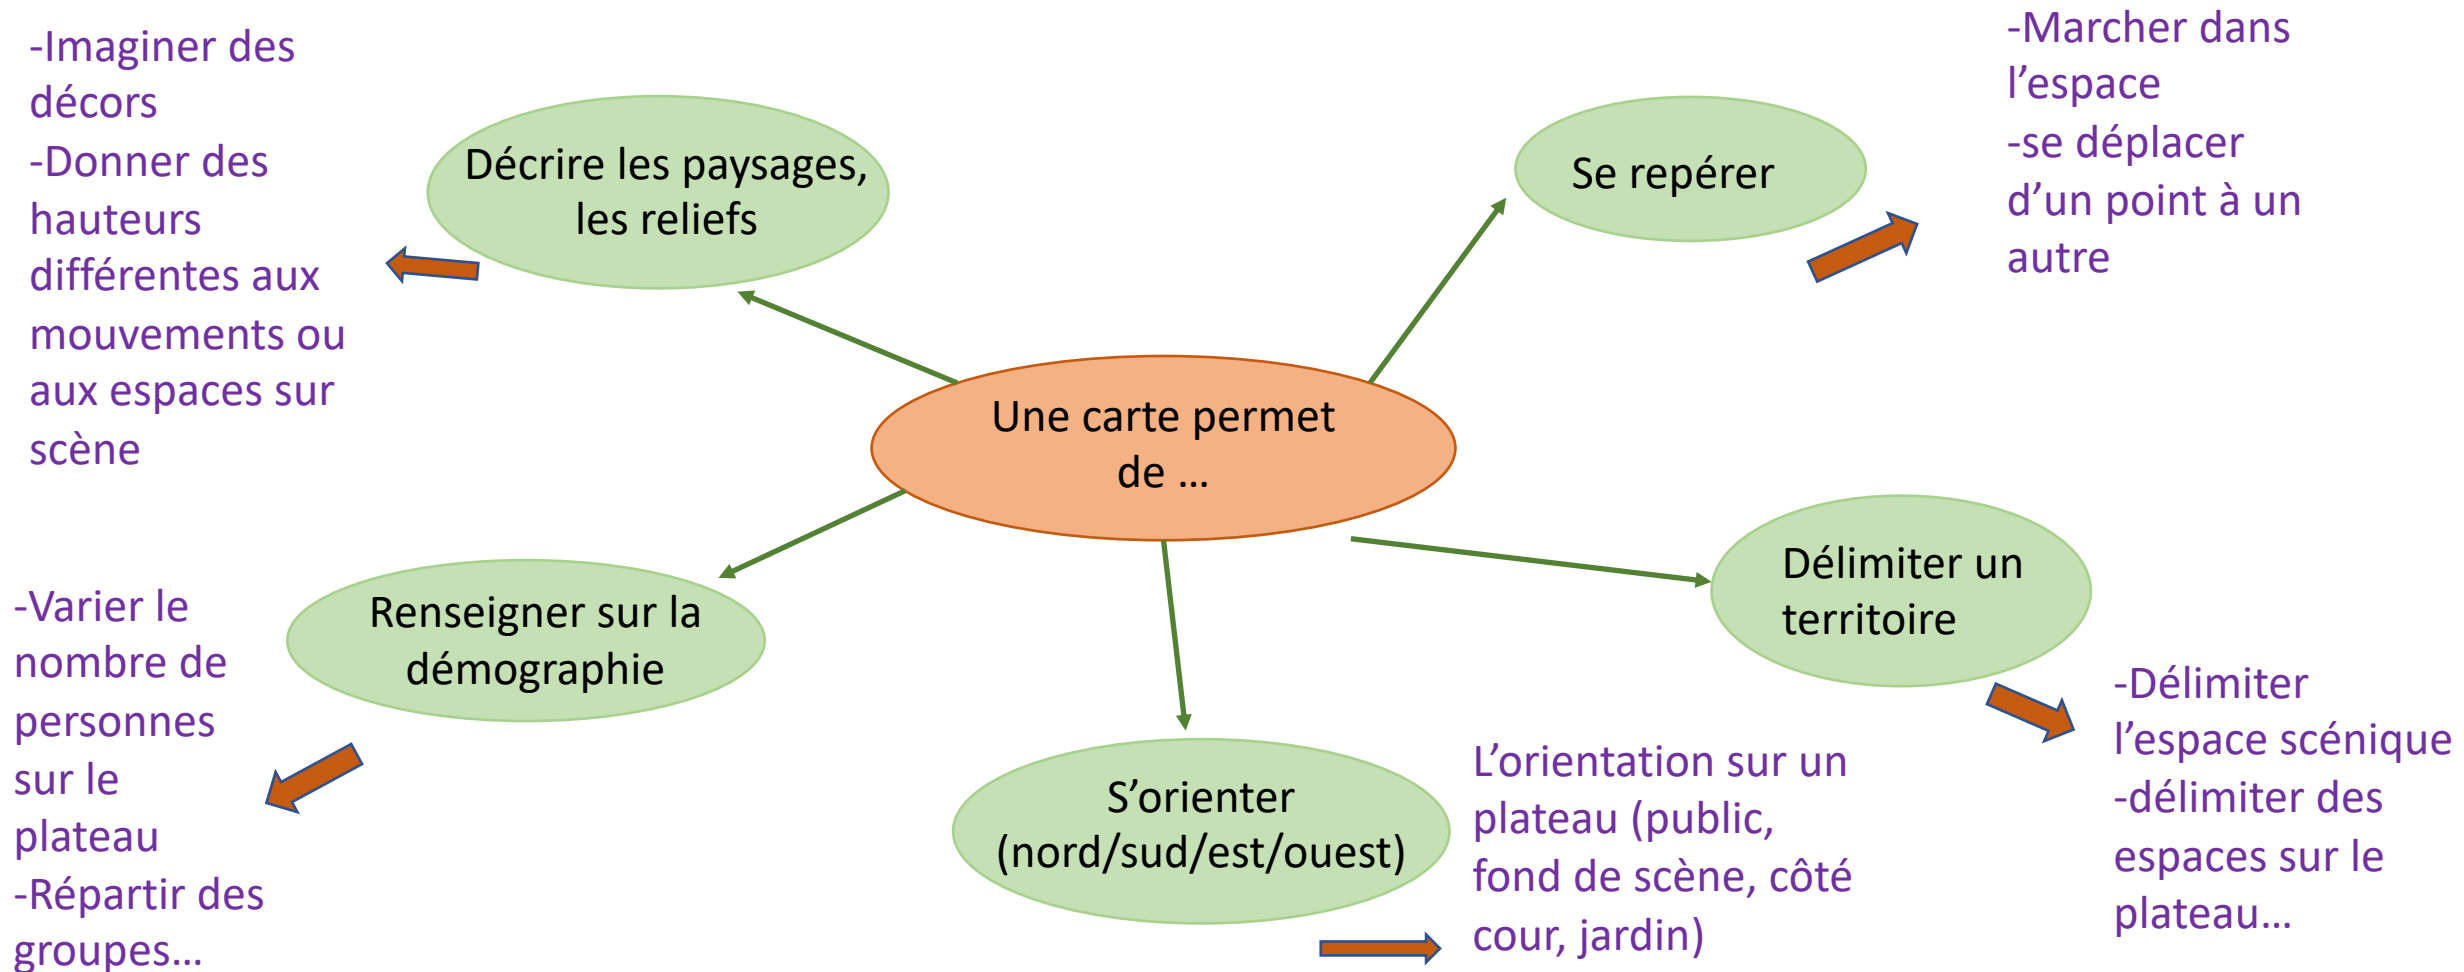 -Imaginer des
décors
-Donner des
hauteurs
différentes aux
mouvements ou
aux espaces sur
scène
Décrire les paysages,
les reliefs
Se repérer
-Marcher dans
l’espace
-se déplacer
d’un point à un
autre
Une carte permet
de …
-Varier le
nombre de
personnes
sur le
plateau
-Répartir des
groupes…
Renseigner sur la
démographie
S’orienter
(nord/sud/est/ouest)
L’orientation sur un
plateau (public,
fond de scène, côté
cour, jardin)
Délimiter un
territoire
-Délimiter
l’espace scénique
-délimiter des
espaces sur le
plateau…